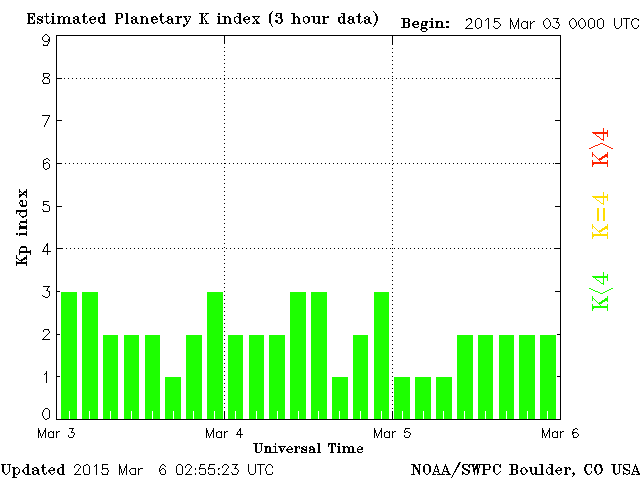 Estimated Planetary K index (3 hour data)
Begin: 2015 Mar 03 0000 UTC
9
8
7
6
5
4
3
2
1
0
Kp index
K>4
K=4
K<4
Mar 3
Mar 4
Mar 5
Mar 6
Universal Time
Updated 2015 Mar 6 02:55:23 UTC
NOAA/SWPC Boulder, CO USA